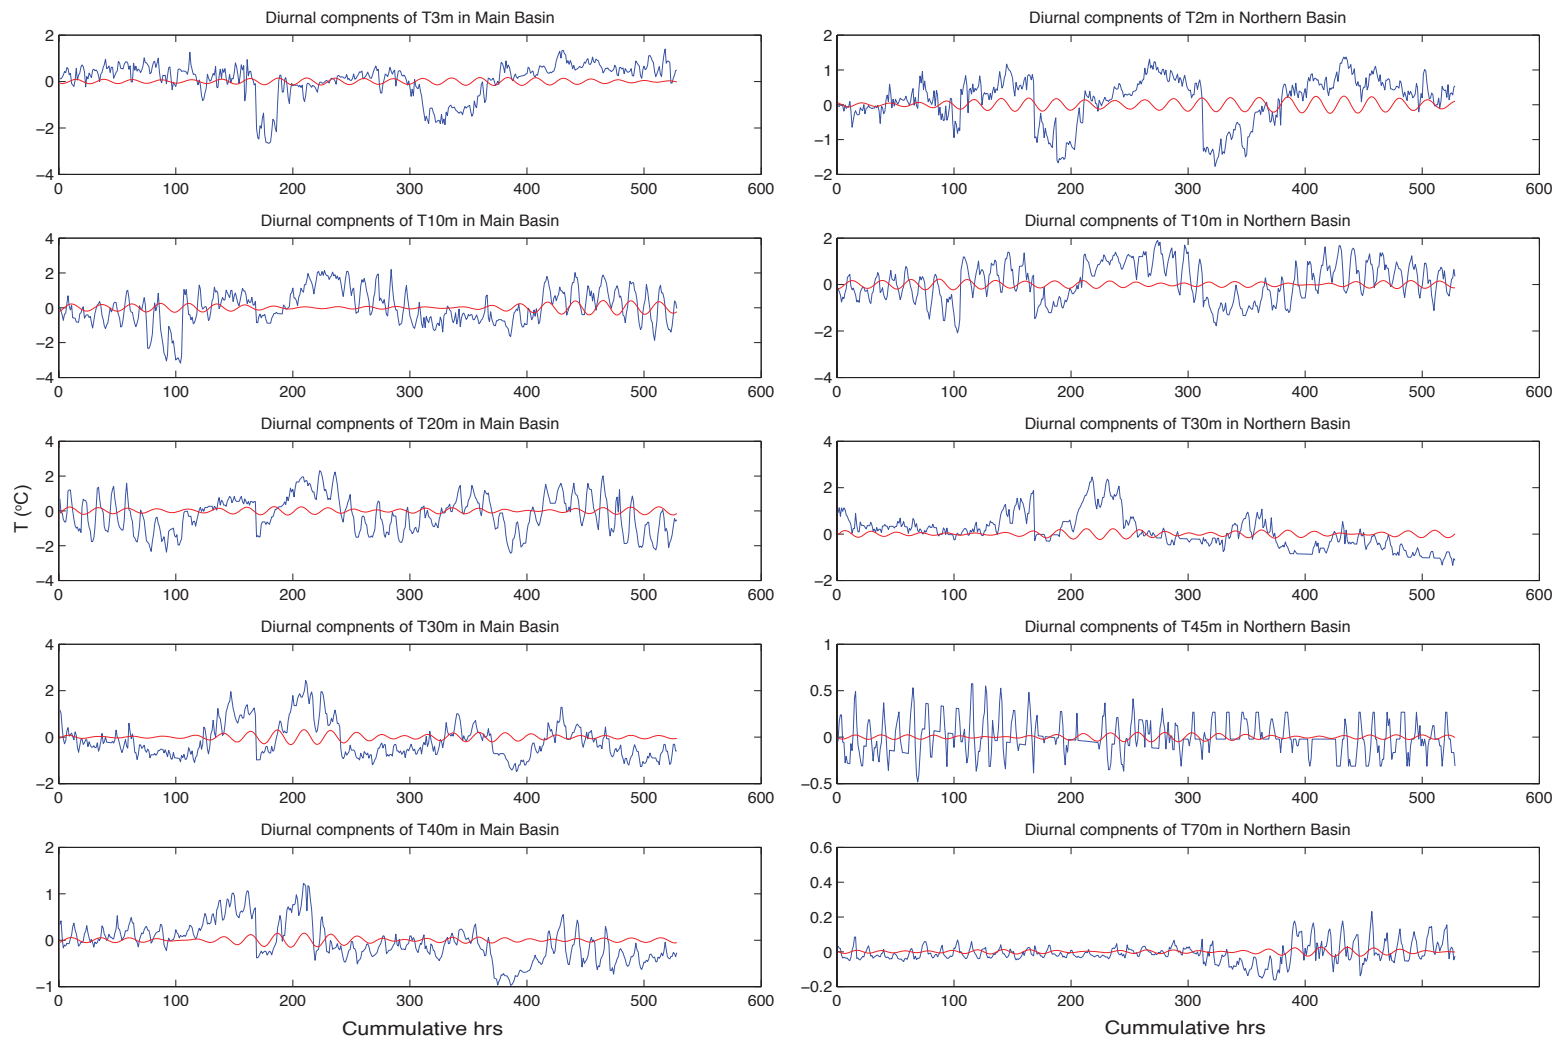 Diurnal compnents of T3m in Main Basin
2
0
−2
−4
0 100 200 300 400 500 600
Diurnal compnents of T2m in Northern Basin
2
1
0
−1
−2
0 100 200 300 400 500 600
Diurnal compnents of T10m in Main Basin
4
2
0
−2
−4
0 100 200 300 400 500 600
Diurnal compnents of T10m in Northern Basin
2
0
−2
−4
0 100 200 300 400 500 600
Diurnal compnents of T20m in Main Basin
T (°C)
4
2
0
−2
−4
0 100 200 300 400 500 600
Diurnal compnents of T30m in Northern Basin
4
2
0
−2
0 100 200 300 400 500 600
Diurnal compnents of T30m in Main Basin
4
2
0
−2
0 100 200 300 400 500 600
Diurnal compnents of T45m in Northern Basin
1
0.5
0
−0.5
0 100 200 300 400 500 600
Diurnal compnents of T40m in Main Basin
2
1
0
−1
0 100 200 300 400 500 600
Cummulative hrs
Diurnal compnents of T70m in Northern Basin
0.6
0.4
0.2
0
−0.2
0 100 200 300 400 500 600
Cummulative hrs